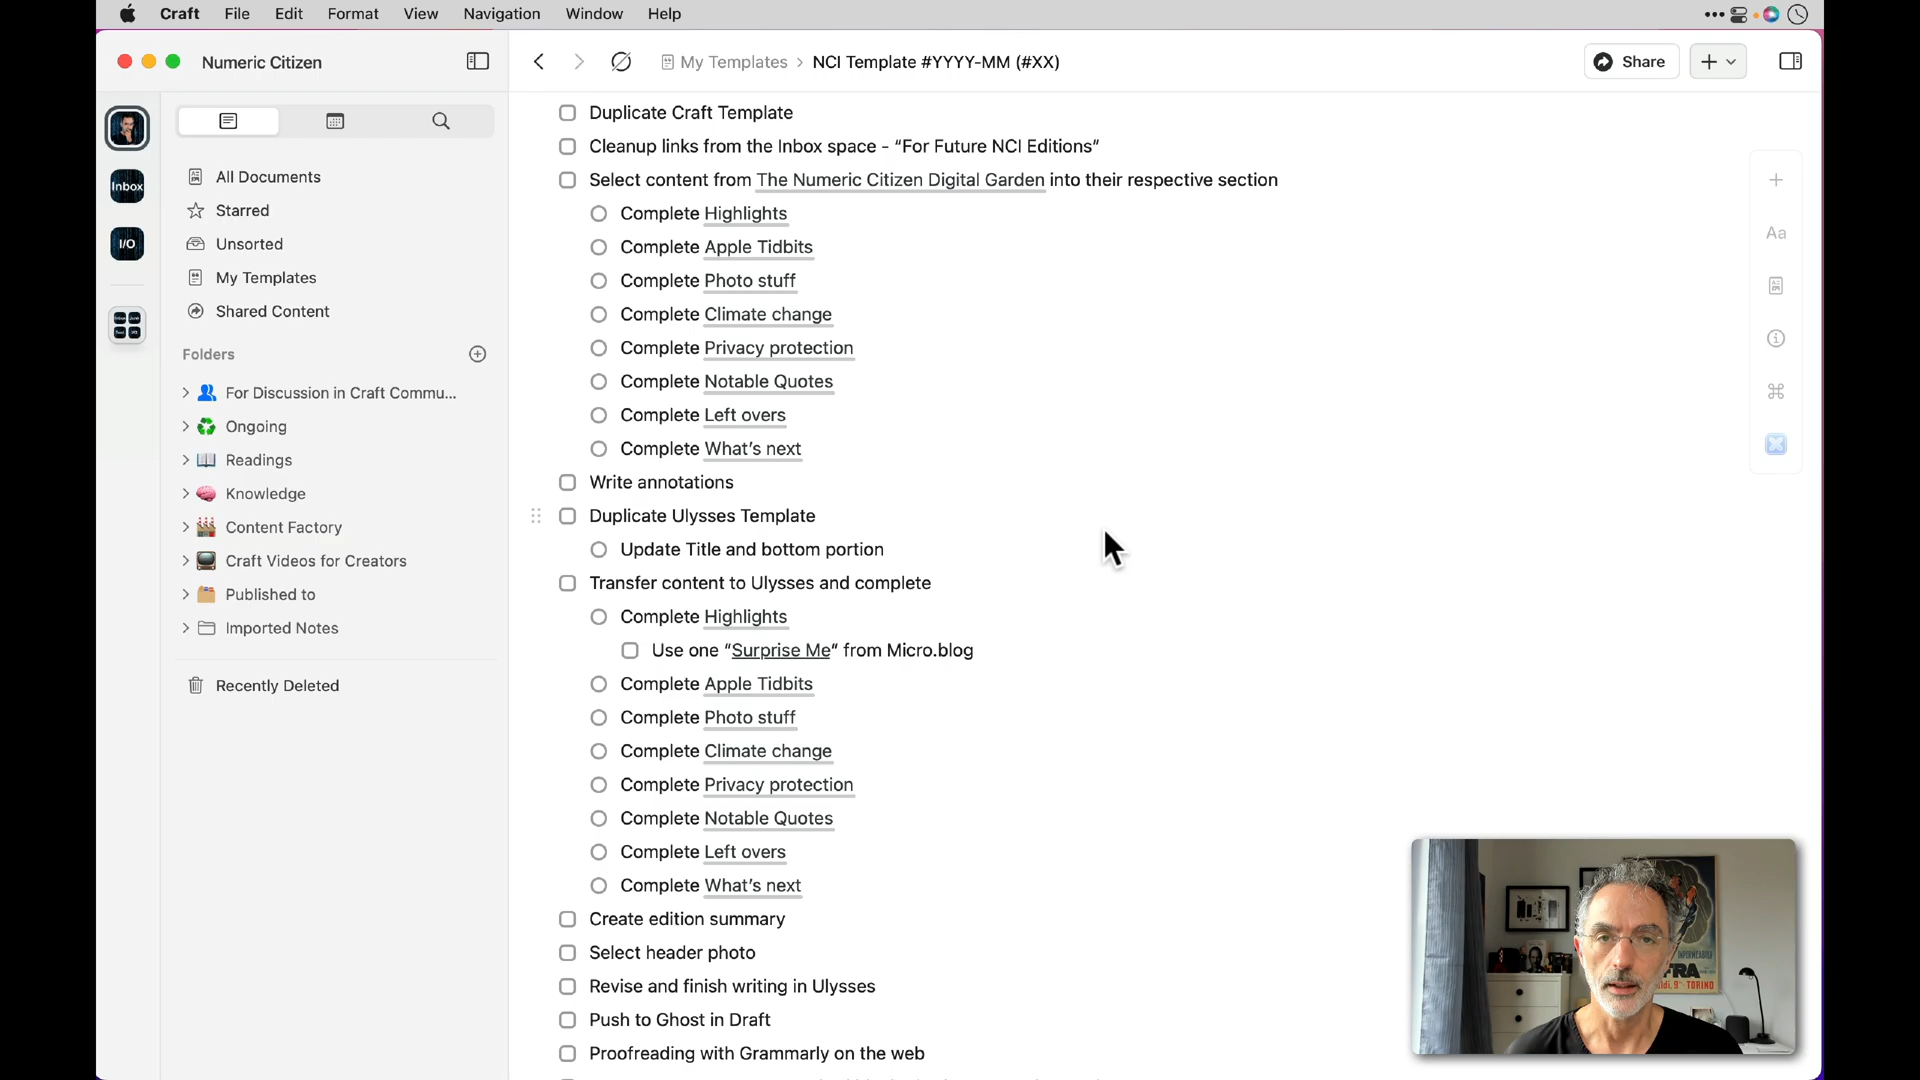 Craft File Edit Format View Navigation Window Help
Numeric Citizen
My Templates › NCI Template #YYYY-MM (#XX)
Share
Inbox
I/O
All Documents
Starred
Unsorted
My Templates
Shared Content
Folders
For Discussion in Craft Commu...
Ongoing
Readings
Knowledge
Content Factory
Craft Videos for Creators
Published to
Imported Notes
Recently Deleted
Duplicate Craft Template
Cleanup links from the Inbox space - “For Future NCI Editions“
Select content from The Numeric Citizen Digital Garden into their respective section
Complete Highlights
Complete Apple Tidbits
Complete Photo stuff
Complete Climate change
Complete Privacy protection
Complete Notable Quotes
Complete Left overs
Complete What’s next
Write annotations
Duplicate Ulysses Template
Update Title and bottom portion
Transfer content to Ulysses and complete
Complete Highlights
Use one “Surprise Me“ from Micro.blog
Complete Apple Tidbits
Complete Photo stuff
Complete Climate change
Complete Privacy protection
Complete Notable Quotes
Complete Left overs
Complete What’s next
Create edition summary
Select header photo
Revise and finish writing in Ulysses
Push to Ghost in Draft
Proofreading with Grammarly on the web
Aa